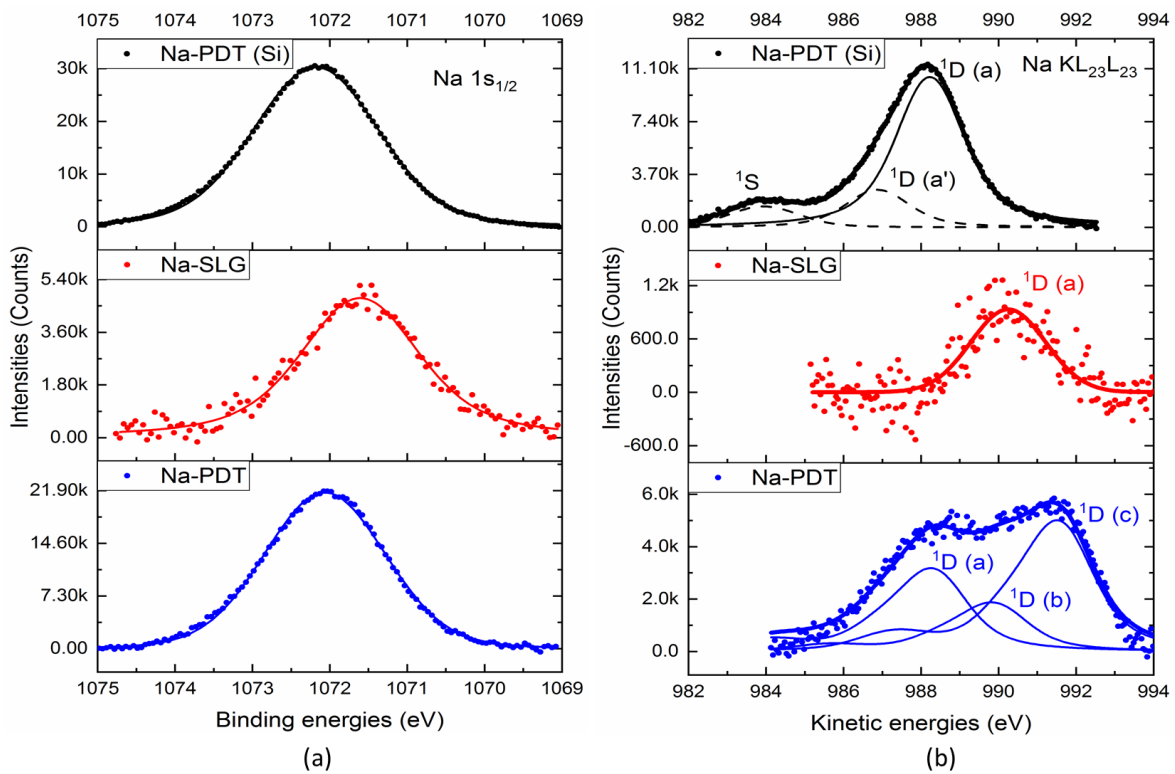 1075 1074 1073 1072 1071 1070 1069
Na-PDT (Si)
Na 1s1/2
30k
20k
10k
0
Na-SLG
5.40k
3.60k
1.80k
0.00
Na-PDT
21.90k
14.60k
7.30k
0.00
1075 1074 1073 1072 1071 1070 1069
Intensities (Counts)
Binding energies (eV)
(a)
982 984 986 988 990 992 994
Na-PDT (Si)
1D (a)
Na KL23L23
11.10k
7.40k
3.70k
0.00
1S
1D (a')
Na-SLG
1D (a)
1.2k
600.0
0.0
-600.0
Na-PDT
6.0k
4.0k
2.0k
0.0
1D (c)
1D (a)
1D (b)
982 984 986 988 990 992 994
Intensities (Counts)
Kinetic energies (eV)
(b)